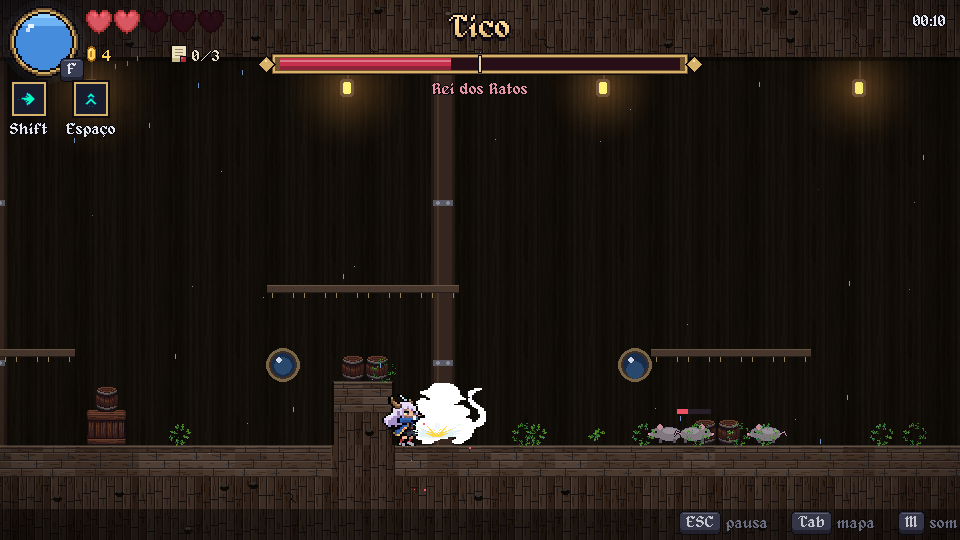 Tico
00:10
4
0/3
F
Rei dos Ratos
Shift
Espaço
ESC pausa
Tab mapa
M som